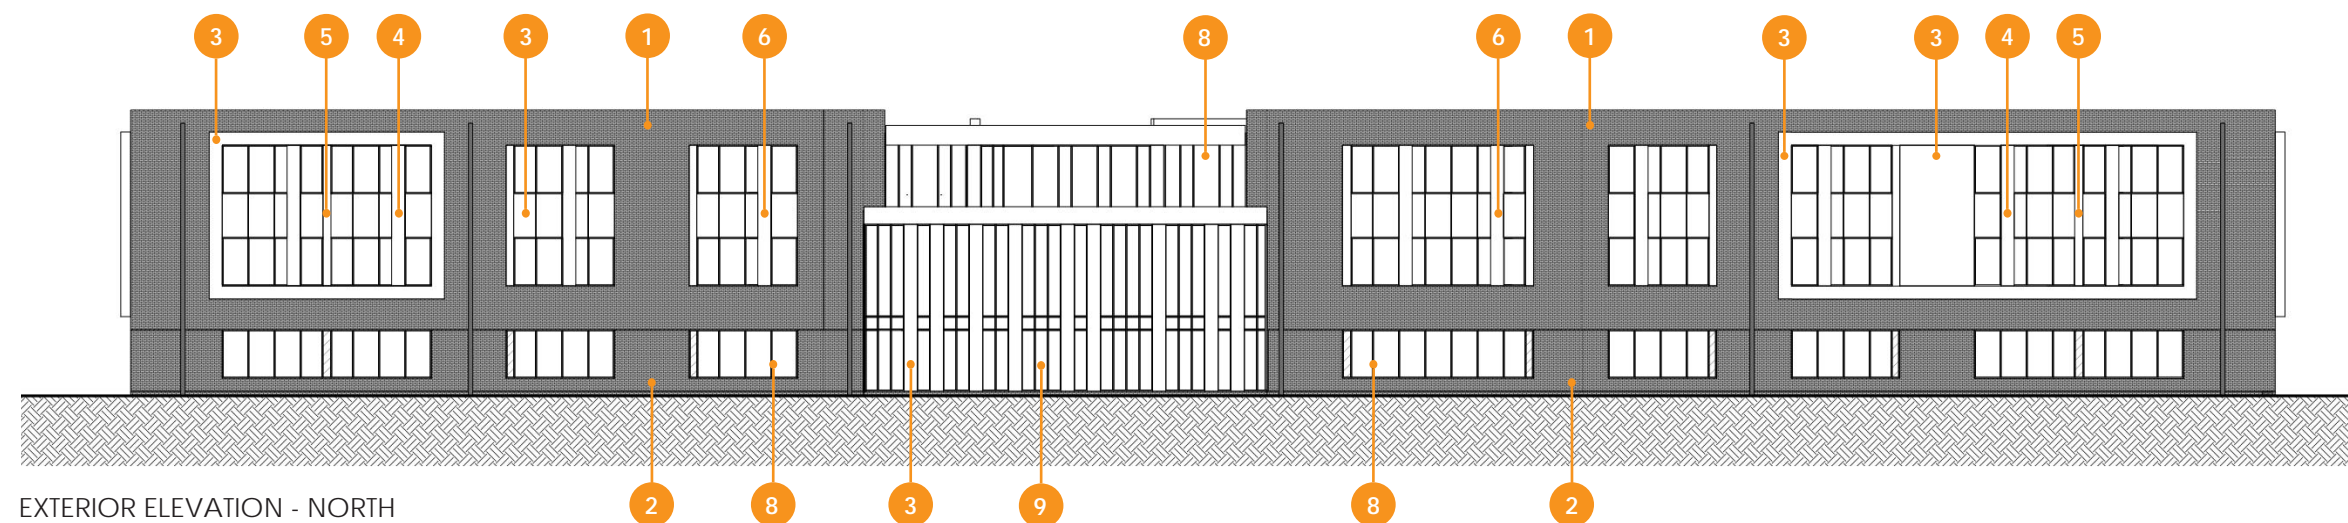 3 5 4 3 1 6 8 6 1 3 3 4 5
2 8 3 9 8 2
EXTERIOR ELEVATION - NORTH